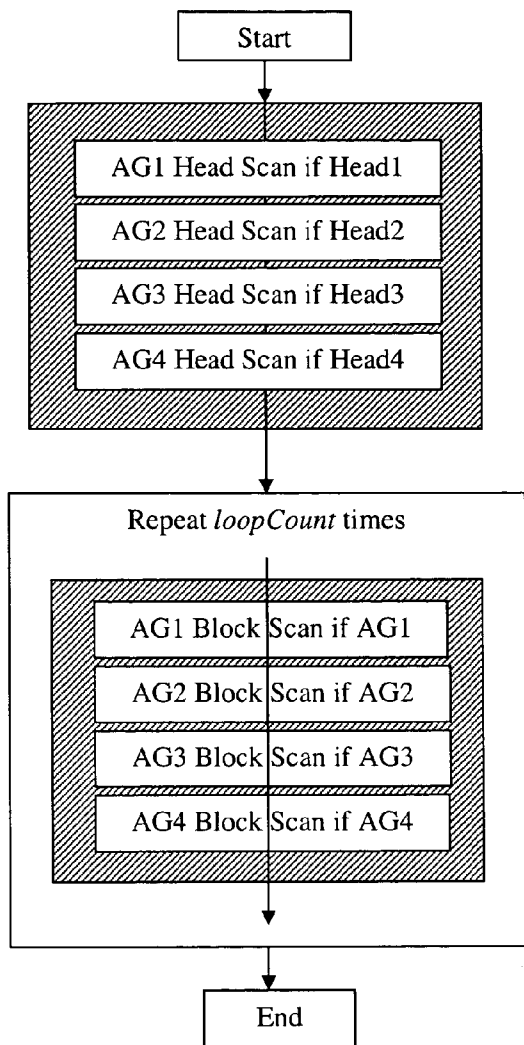 Start
AG1 Head Scan if Head1
AG2 Head Scan if Head2
AG3 Head Scan if Head3
AG4 Head Scan if Head4
Repeat loopCount times
AG1 Block Scan if AG1
AG2 Block Scan if AG2
AG3 Block Scan if AG3
AG4 Block Scan if AG4
End